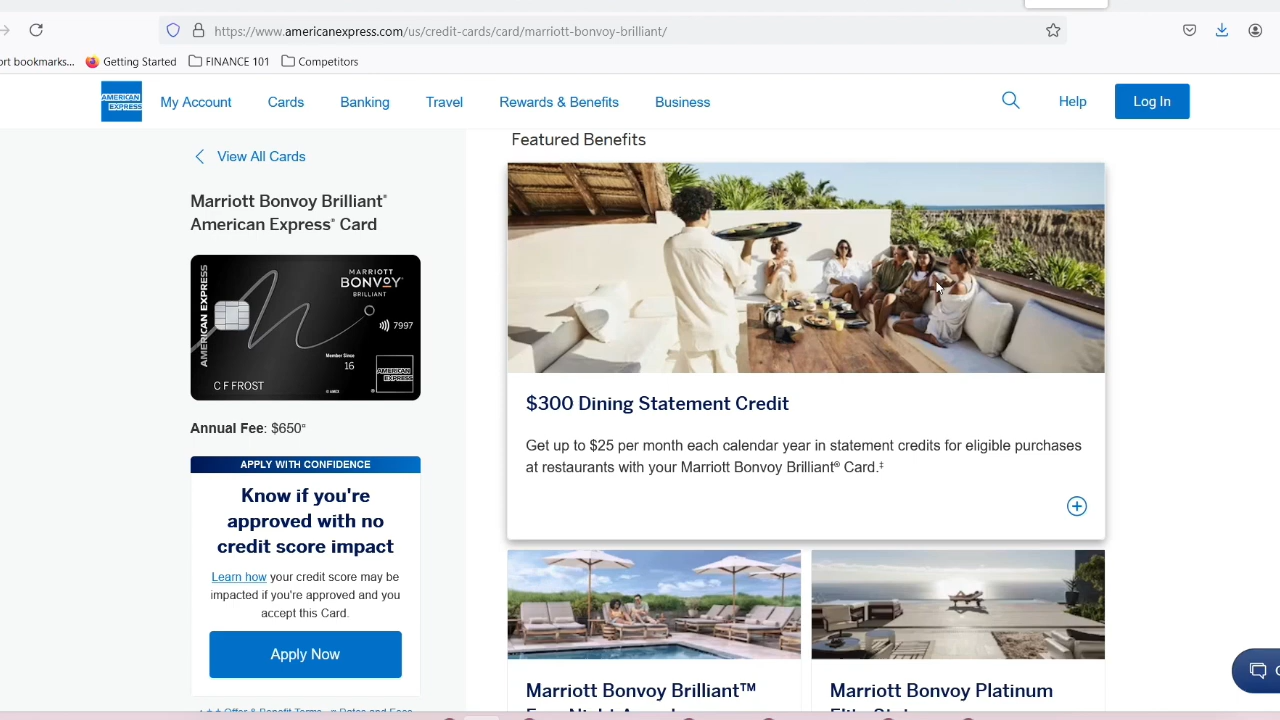 https://www.americanexpress.com/us/credit-cards/card/marriott-bonvoy-brilliant/
ort bookmarks... Getting Started FINANCE 101 Competitors
AMERICAN EXPRESS My Account Cards Banking Travel Rewards & Benefits Business Help Log In
Featured Benefits
View All Cards
Marriott Bonvoy Brilliant®
American Express® Card
AMERICAN EXPRESS
MARRIOTT
BONVOY
BRILLIANT
7997
Member Since
16
AMERICAN
EXPRESS
C F FROST
Annual Fee: $650¤
APPLY WITH CONFIDENCE
Know if you're
approved with no
credit score impact
Learn how your credit score may be
impacted if you're approved and you
accept this Card.
Apply Now
$300 Dining Statement Credit
Get up to $25 per month each calendar year in statement credits for eligible purchases
at restaurants with your Marriott Bonvoy Brilliant® Card.‡
Marriott Bonvoy Brilliant™
Marriott Bonvoy Platinum